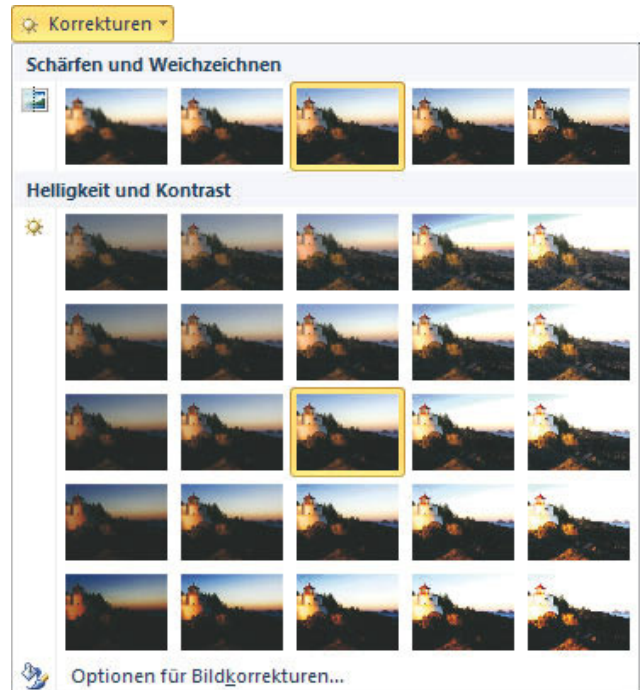 Korrekturen
Schärfen und Weichzeichnen
Helligkeit und Kontrast
Optionen für Bildkorrekturen...